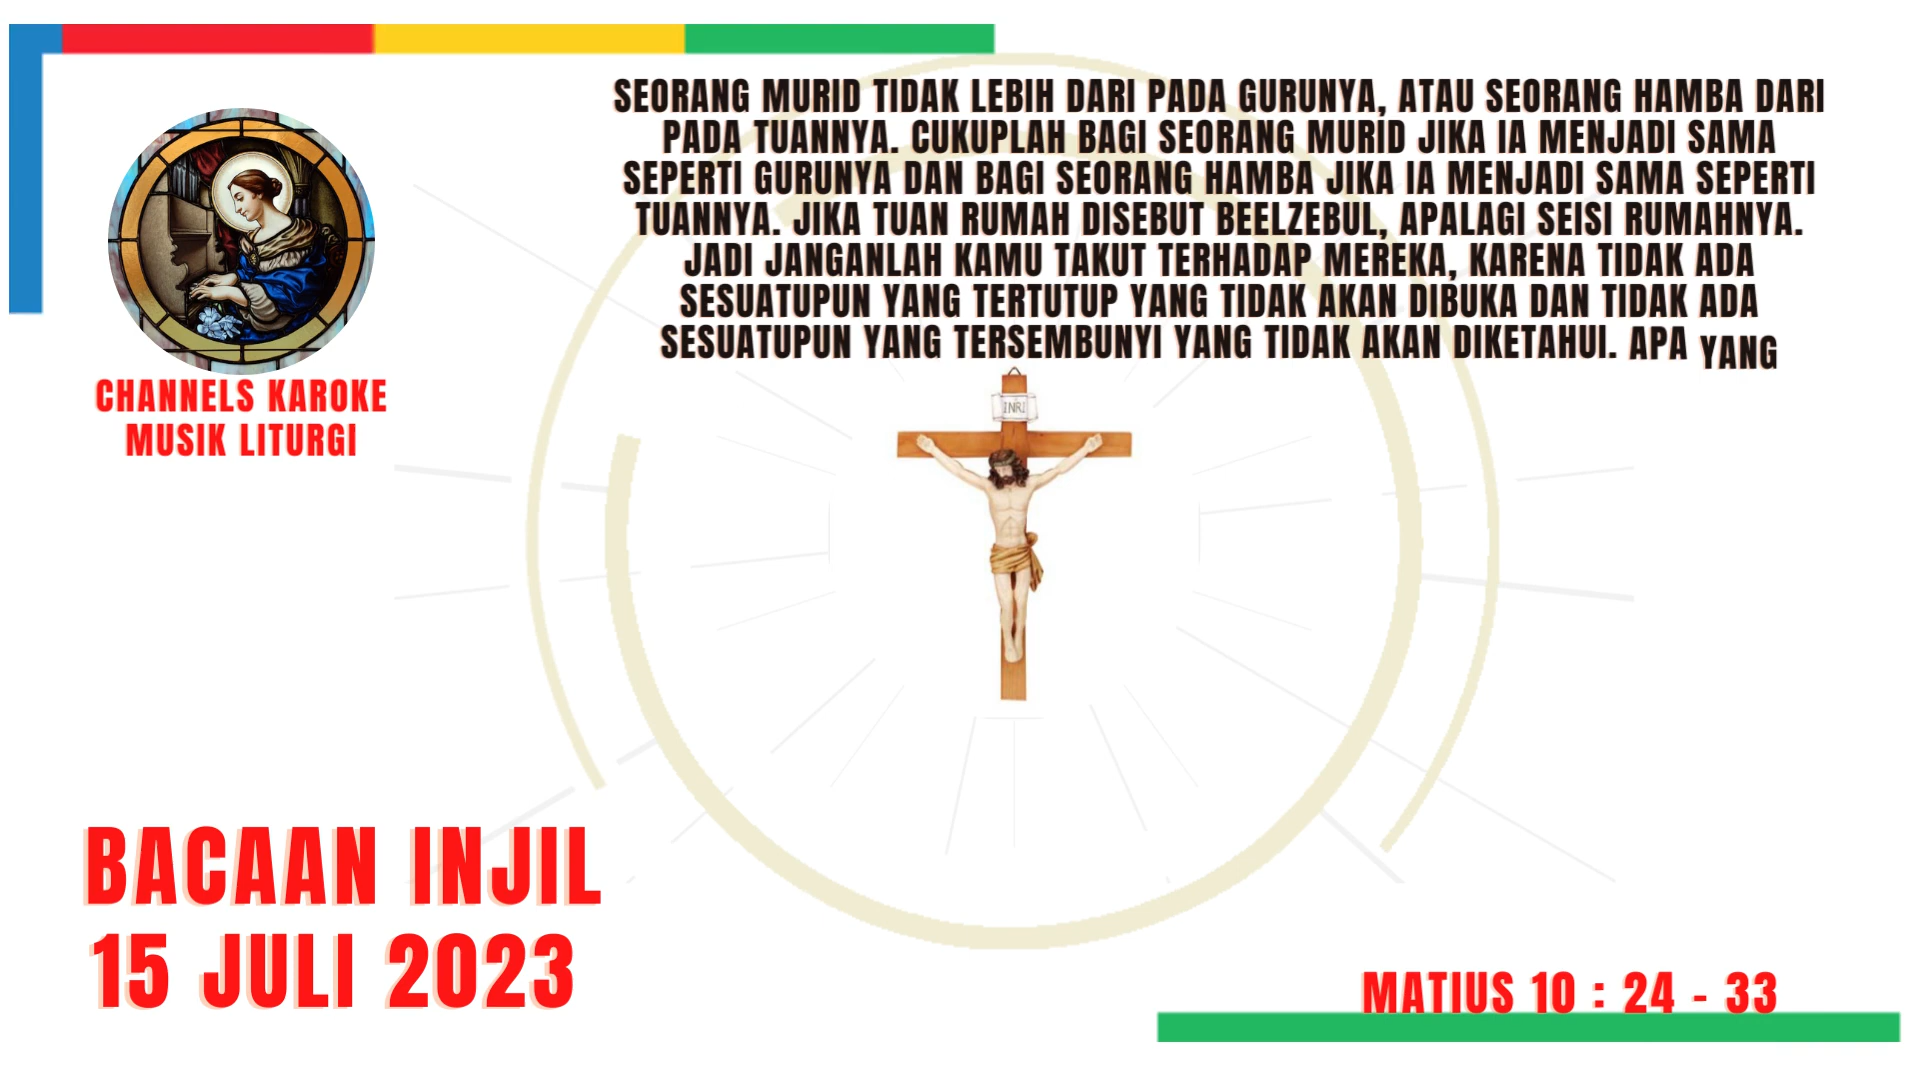 SEORANG MURID TIDAK LEBIH DARI PADA GURUNYA, ATAU SEORANG HAMBA DARI
PADA TUANNYA. CUKUPLAH BAGI SEORANG MURID JIKA IA MENJADI SAMA
SEPERTI GURUNYA DAN BAGI SEORANG HAMBA JIKA IA MENJADI SAMA SEPERTI
TUANNYA. JIKA TUAN RUMAH DISEBUT BEELZEBUL, APALAGI SEISI RUMAHNYA.
JADI JANGANLAH KAMU TAKUT TERHADAP MEREKA, KARENA TIDAK ADA
SESUATUPUN YANG TERTUTUP YANG TIDAK AKAN DIBUKA DAN TIDAK ADA
SESUATUPUN YANG TERSEMBUNYI YANG TIDAK AKAN DIKETAHUI. APA YANG
CHANNELS KAROKE
MUSIK LITURGI
INRI
BACAAN INJIL
15 JULI 2023
MATIUS 10 : 24 - 33